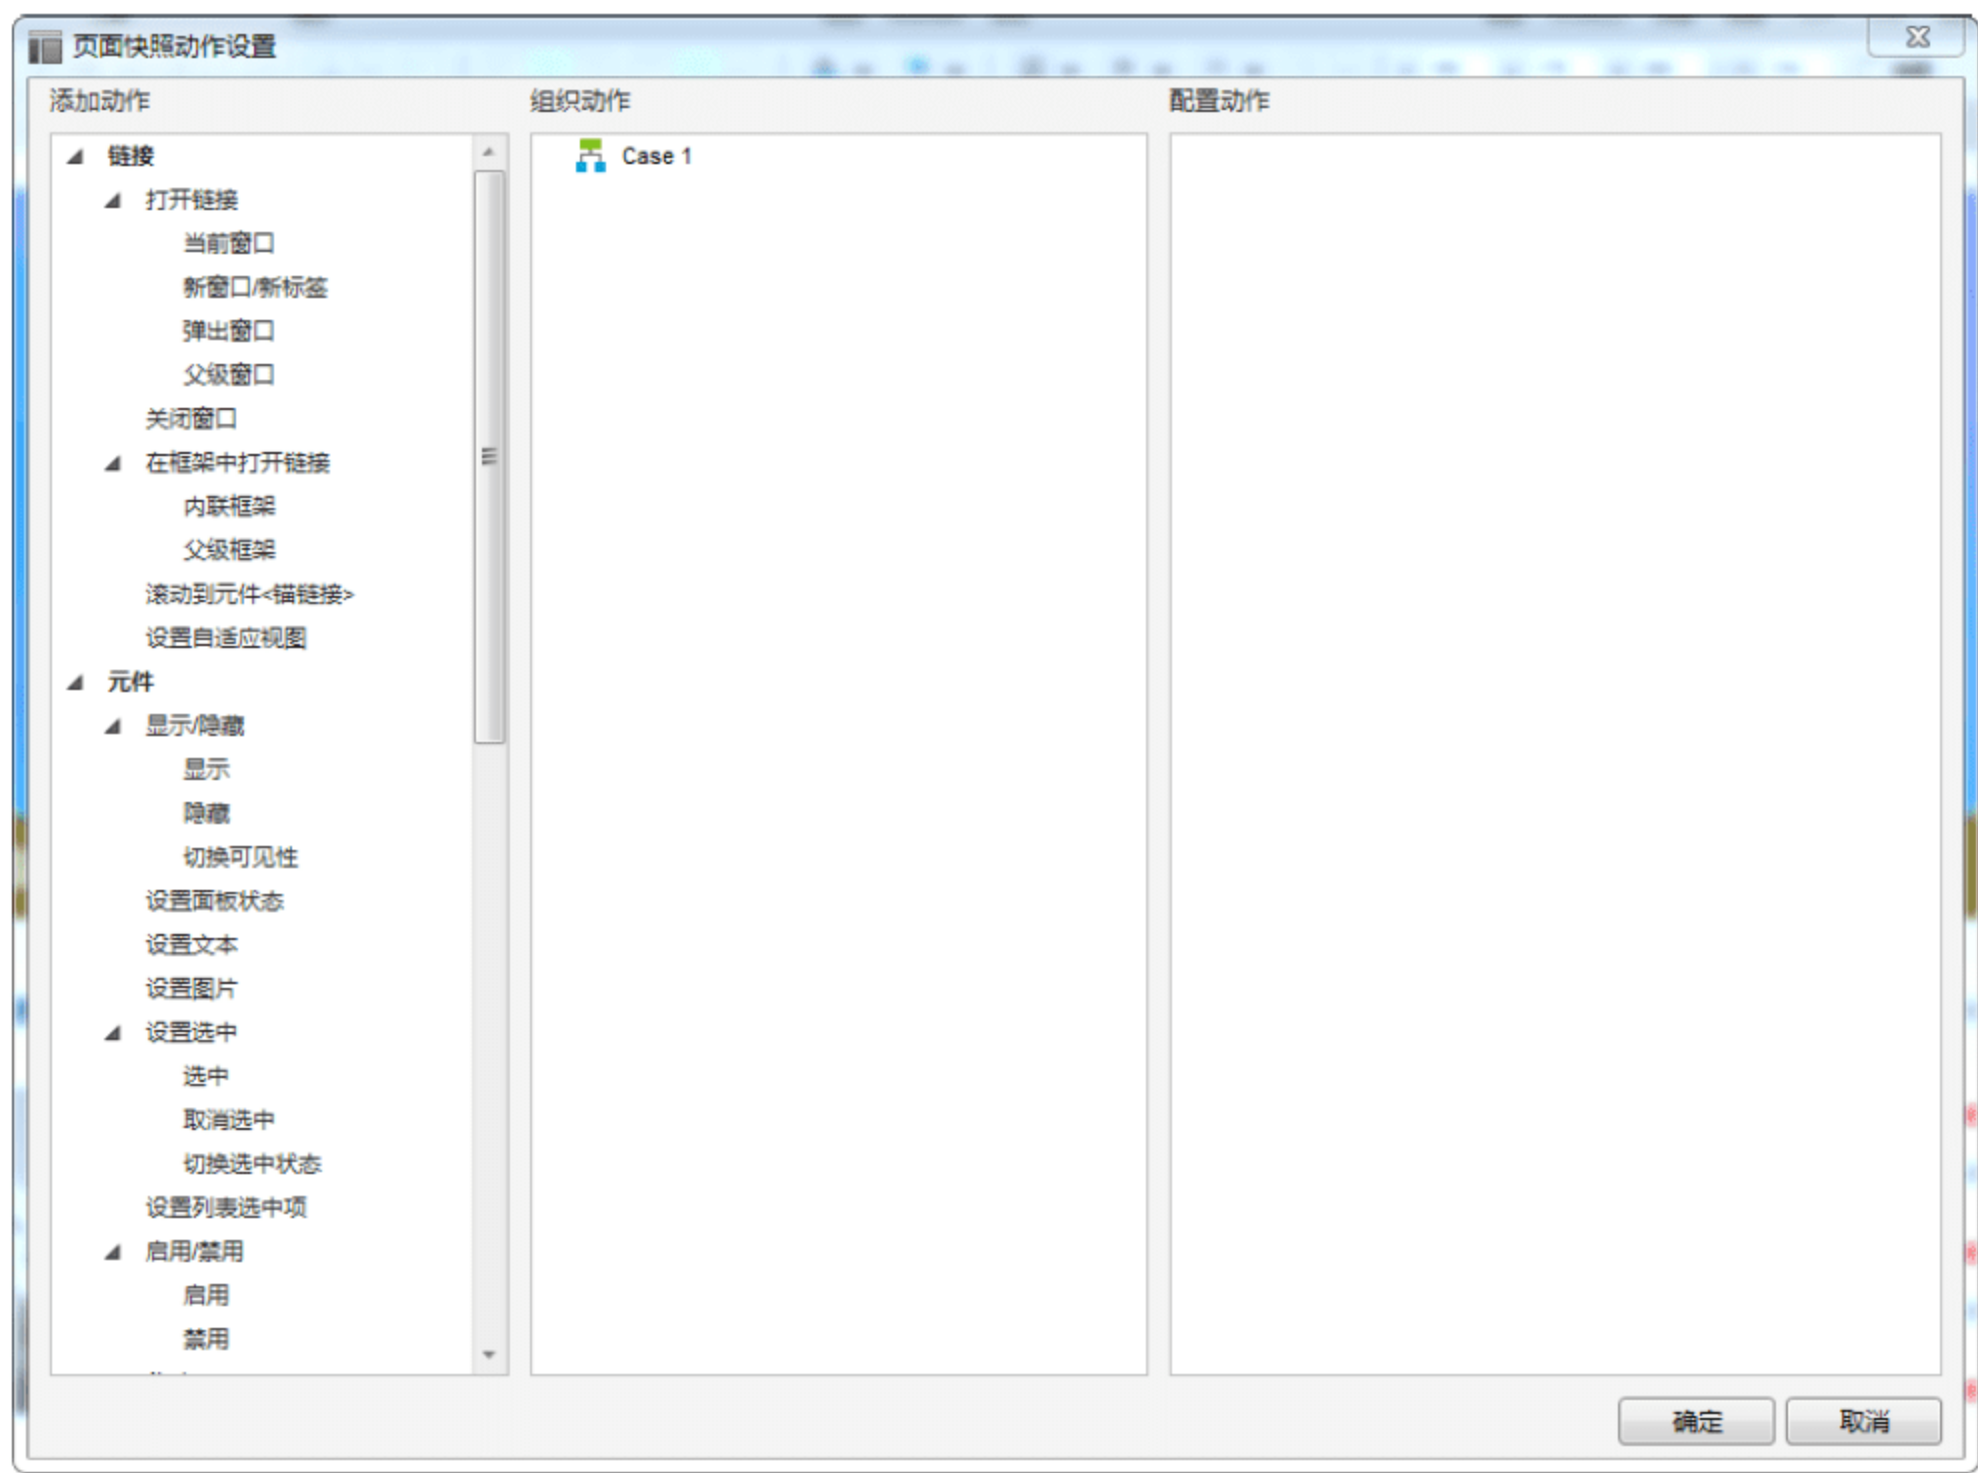 页面快照动作设置
添加动作
组织动作
配置动作
链接
打开链接
当前窗口
新窗口/新标签
弹出窗口
父级窗口
关闭窗口
在框架中打开链接
内联框架
父级框架
滚动到元件<锚链接>
设置自适应视图
元件
显示/隐藏
显示
隐藏
切换可见性
设置面板状态
设置文本
设置图片
设置选中
选中
取消选中
切换选中状态
设置列表选中项
启用/禁用
启用
禁用
Case 1
确定
取消